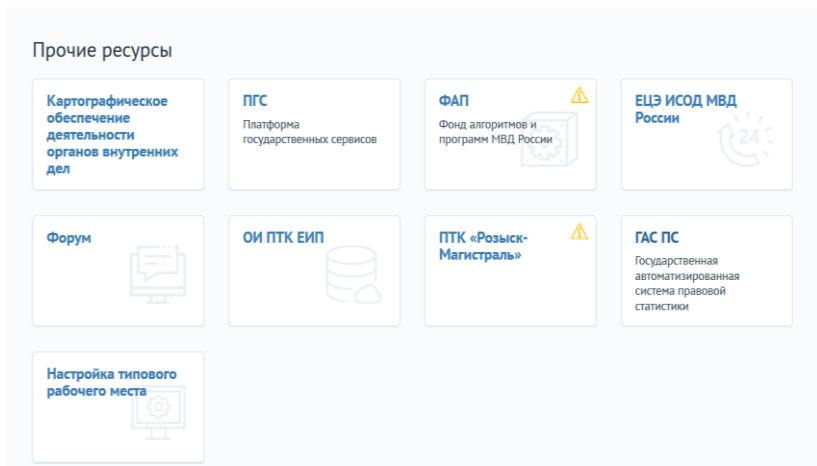 Прочие ресурсы
Картографическое
обеспечение
деятельности
органов внутренних
дел
ПГС
Платформа
государственных сервисов
ФАП
Фонд алгоритмов и
программ МВД России
ЕЦЭ ИСОД МВД
России
24
Форум
ОИ ПТК ЕИП
ПТК «Розыск-
Магистраль»
ГАС ПС
Государственная
автоматизированная
система правовой
статистики
Настройка типового
рабочего места